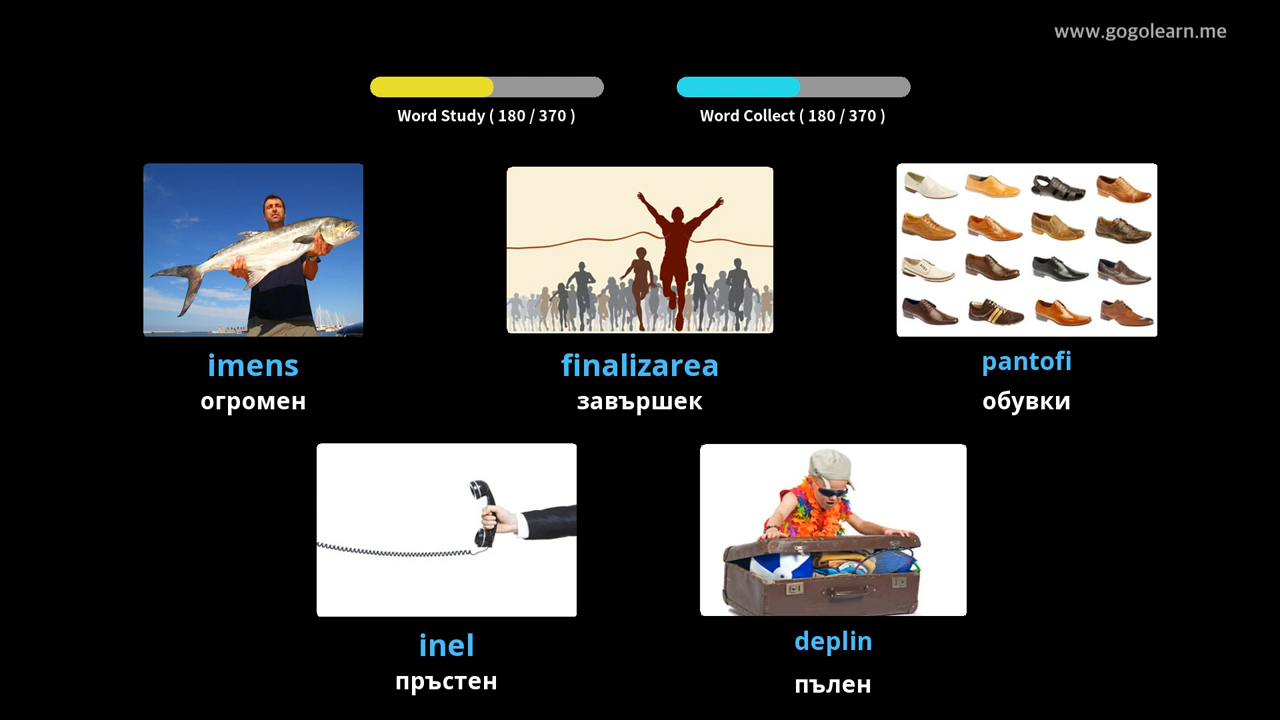 www.gogolearn.me
Word Study ( 180 / 370 )
Word Collect ( 180 / 370 )
imens
огромен
finalizarea
завършек
pantofi
обувки
inel
пръстен
deplin
пълен